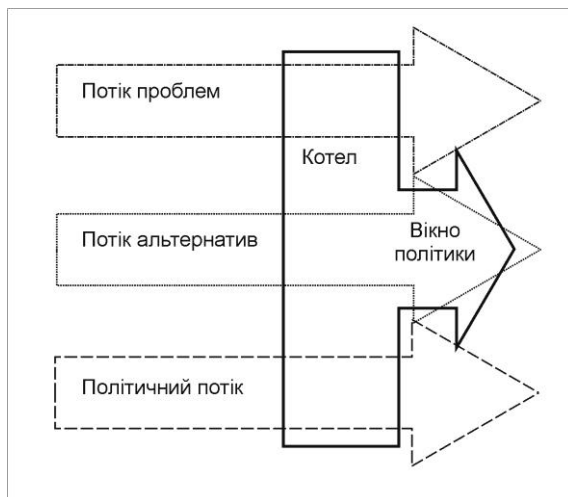 Потік проблем
Котел
Потік альтернатив
Вікно
політики
Політичний потік